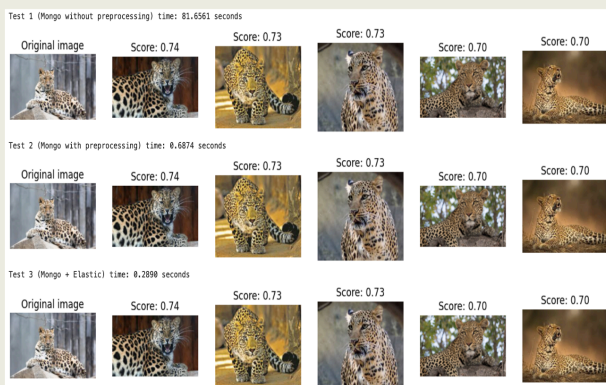 Test 1 (Mongo without preprocessing) time: 81.6561 seconds
Original image
Score: 0.74
Score: 0.73
Score: 0.73
Score: 0.70
Score: 0.70
Test 2 (Mongo with preprocessing) time: 0.6874 seconds
Original image
Score: 0.74
Score: 0.73
Score: 0.73
Score: 0.70
Score: 0.70
Test 3 (Mongo + Elastic) time: 0.2890 seconds
Original image
Score: 0.74
Score: 0.73
Score: 0.73
Score: 0.70
Score: 0.70